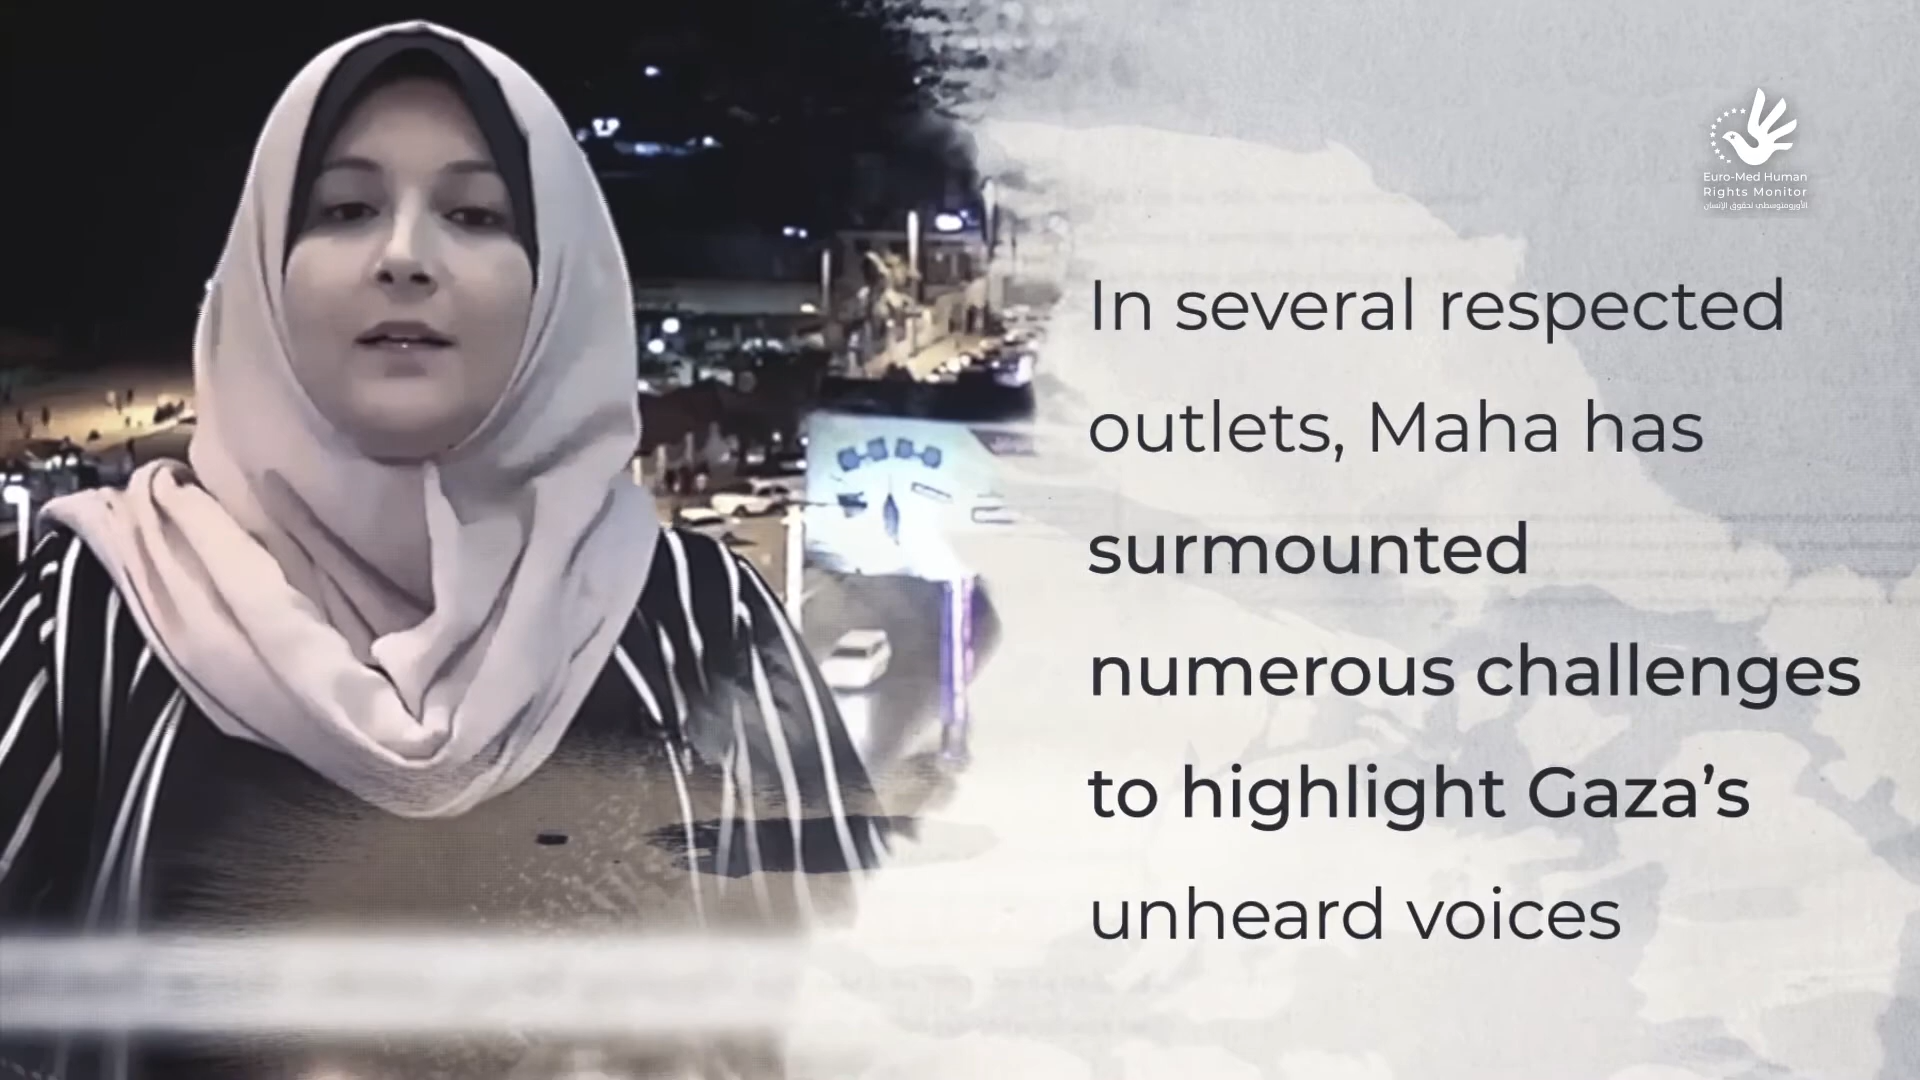 Euro-Med Human
Rights Monitor
الأورومتوسطي لحقوق الإنسان
In several respected
outlets, Maha has
surmounted
numerous challenges
to highlight Gaza’s
unheard voices